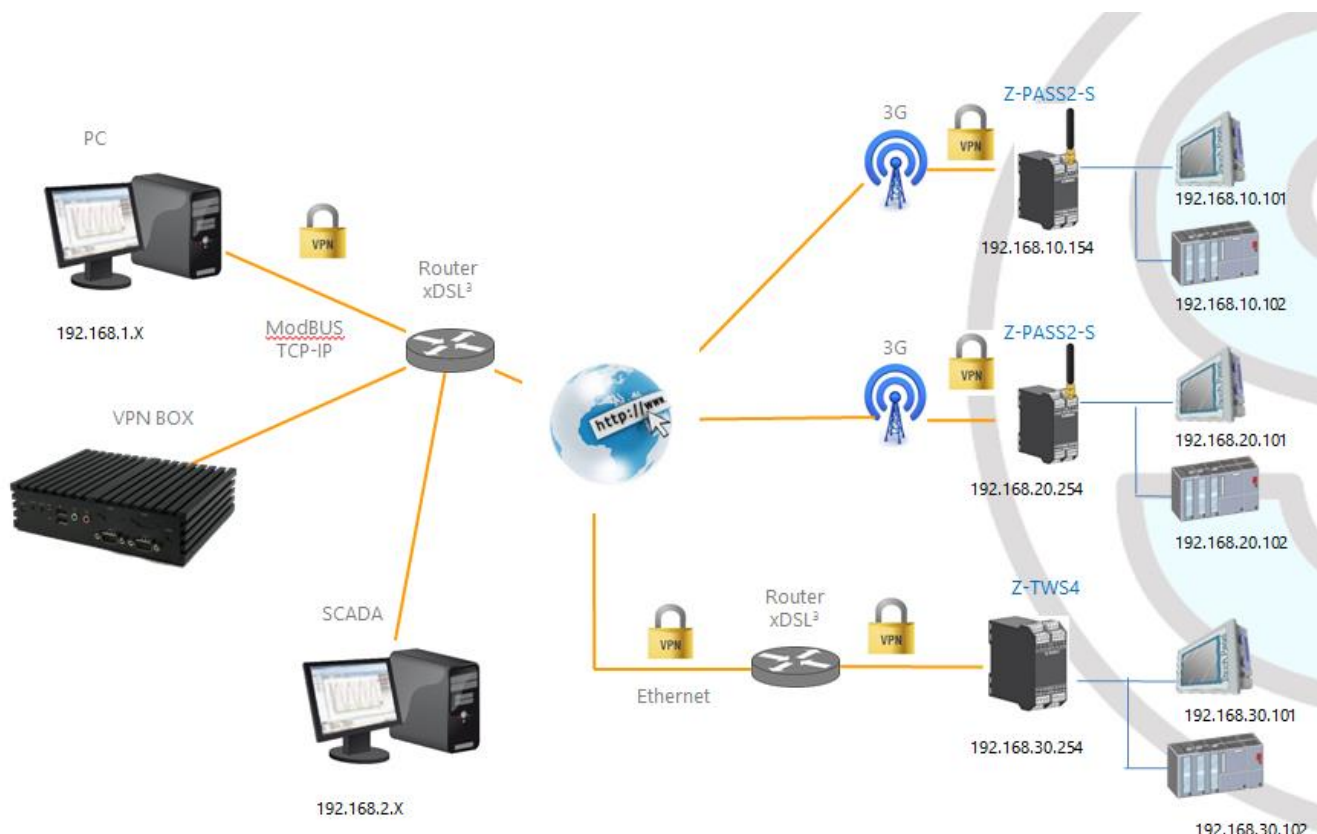 PC
VPN
192.168.1.X
Router
xDSL³
ModBUS
TCP-IP
VPN BOX
SCADA
192.168.2.X
http://www
3G
VPN
Z-PASS2-S
192.168.10.154
192.168.10.101
192.168.10.102
3G
VPN
Z-PASS2-S
192.168.20.254
192.168.20.101
192.168.20.102
VPN
Ethernet
Router
xDSL³
VPN
Z-TWS4
192.168.30.254
192.168.30.101
192.168.30.102